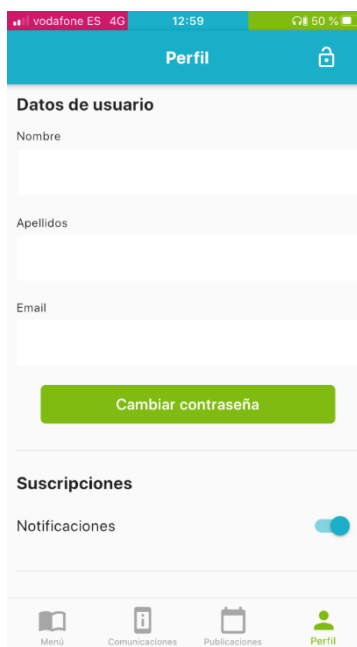 vodafone ES 4G 12:59 50 %
Perfil
Datos de usuario
Nombre
Apellidos
Email
Cambiar contraseña
Suscripciones
Notificaciones
Menú Comunicaciones Publicaciones Perfil